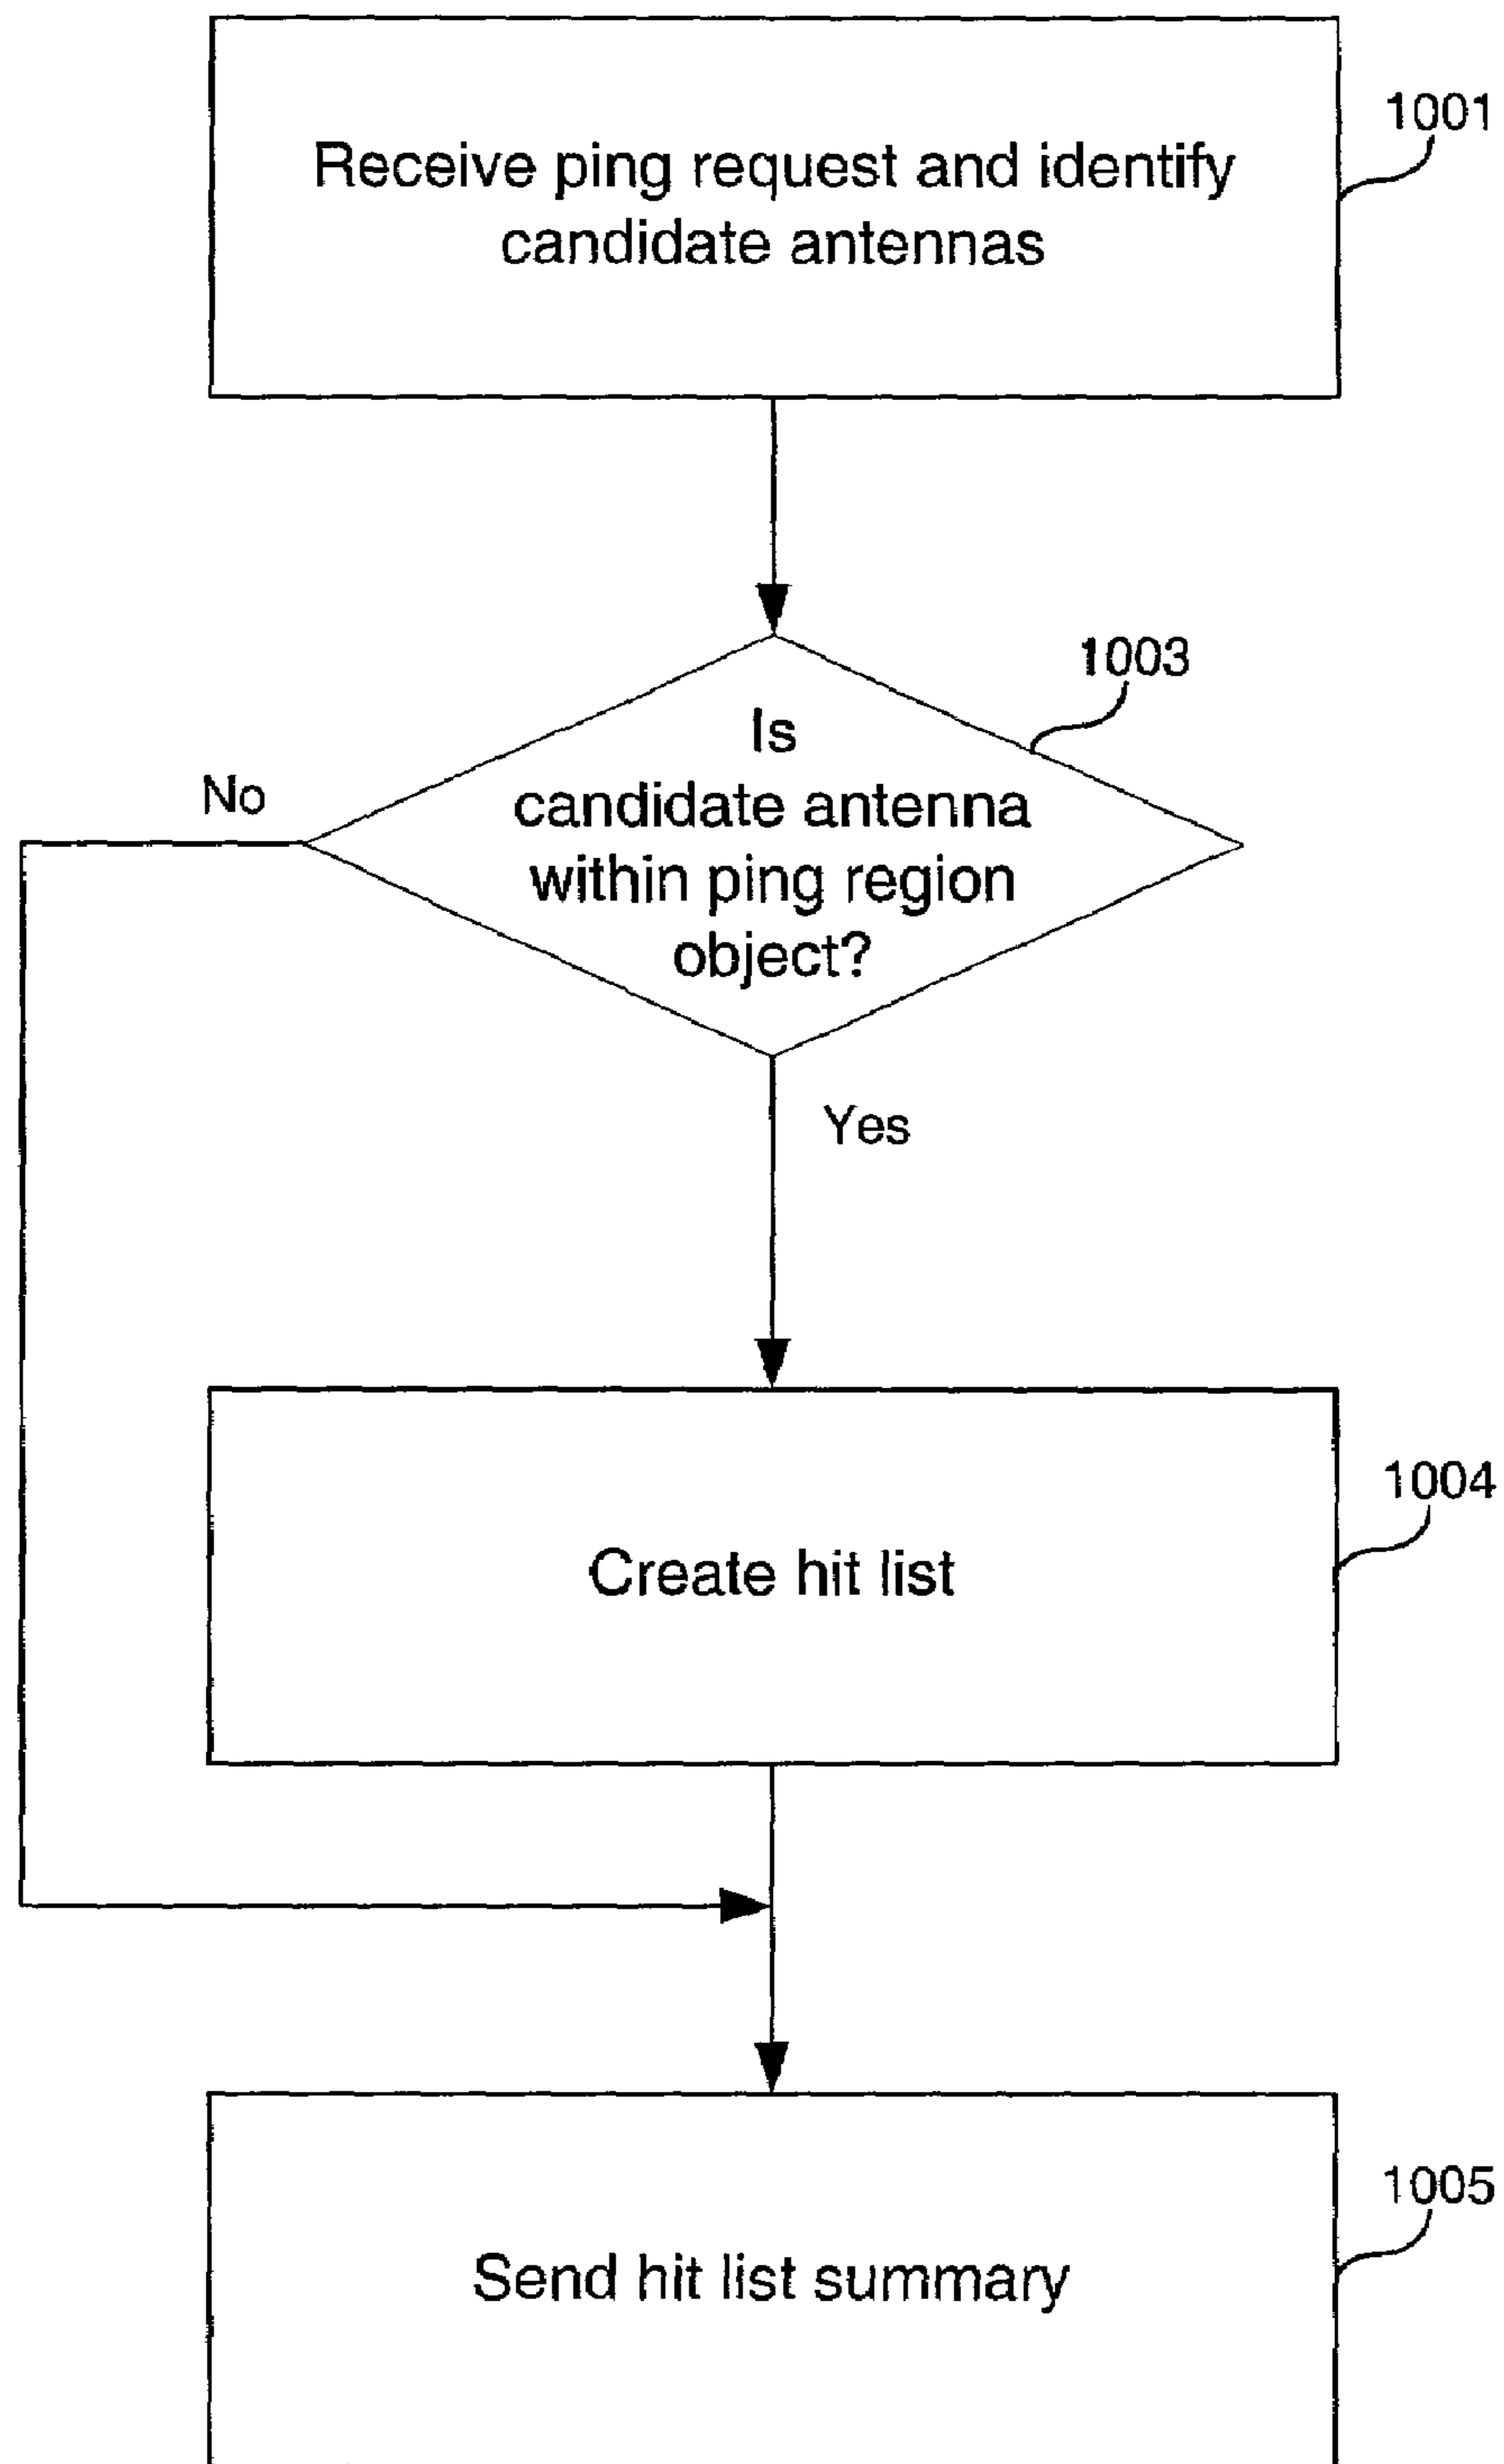 Receive ping request and identify
candidate antennas
1001
1003
Is
candidate antenna
within ping region
object?
No
Yes
Create hit list
1004
Send hit list summary
1005